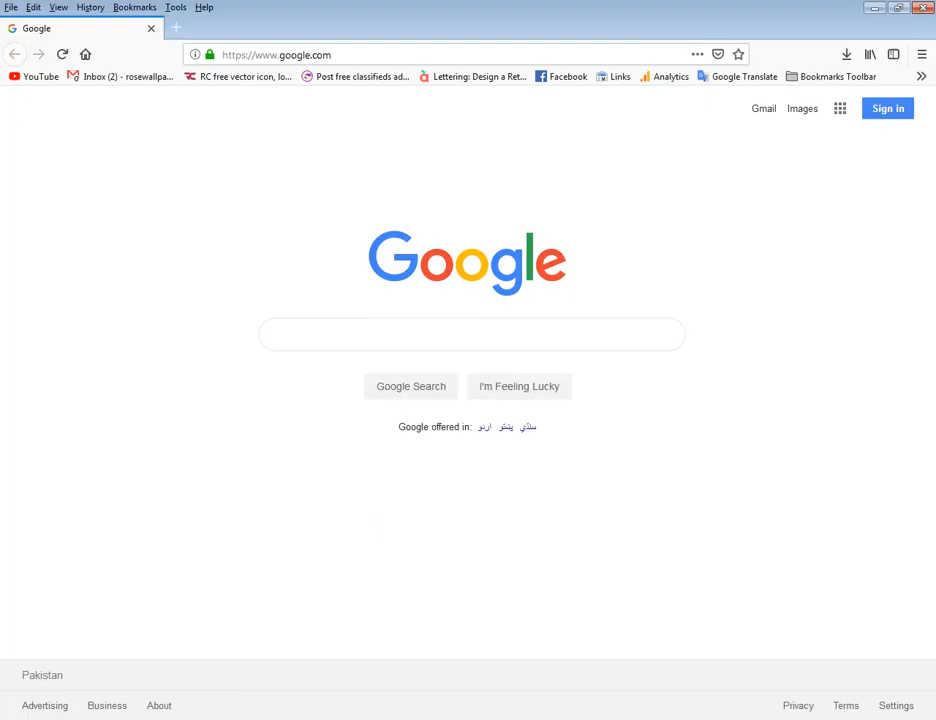 File Edit View History Bookmarks Tools Help
Google
https://www.google.com
YouTube Inbox (2) - rosewallpa... RC free vector icon, lo... Post free classifieds ad... Lettering: Design a Ret... Facebook Links Analytics Google Translate Bookmarks Toolbar
Gmail Images Sign in
Google
Google Search I'm Feeling Lucky
Google offered in: اردو پښتو سنڌي
Pakistan
Advertising Business About Privacy Terms Settings